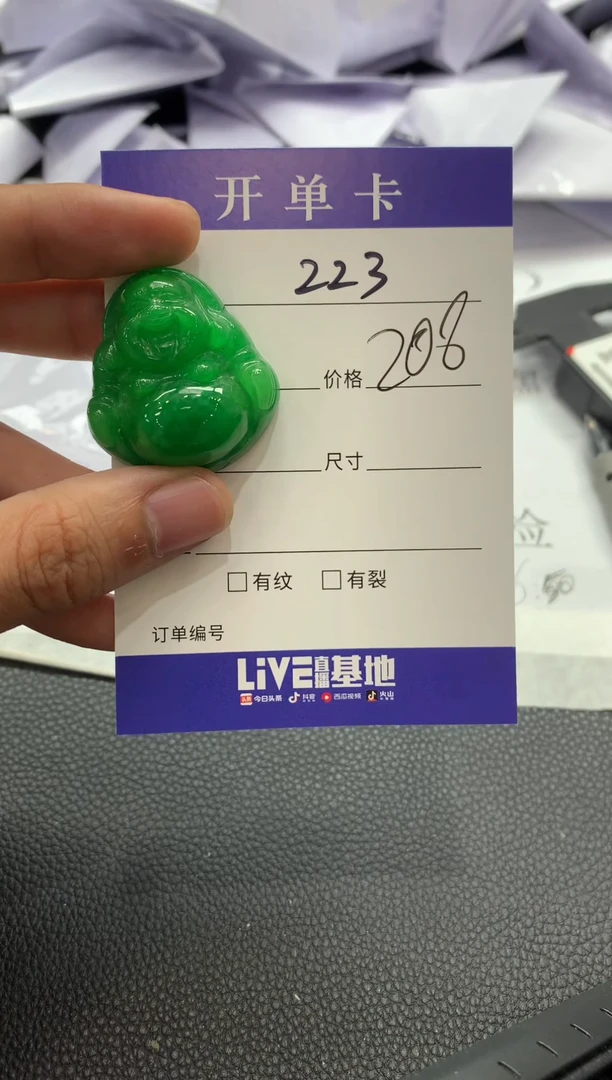 开单卡
223
价格 208
尺寸
□有纹 □有裂
订单编号
LiVE直播基地
今日头条 抖音 西瓜视频 火山